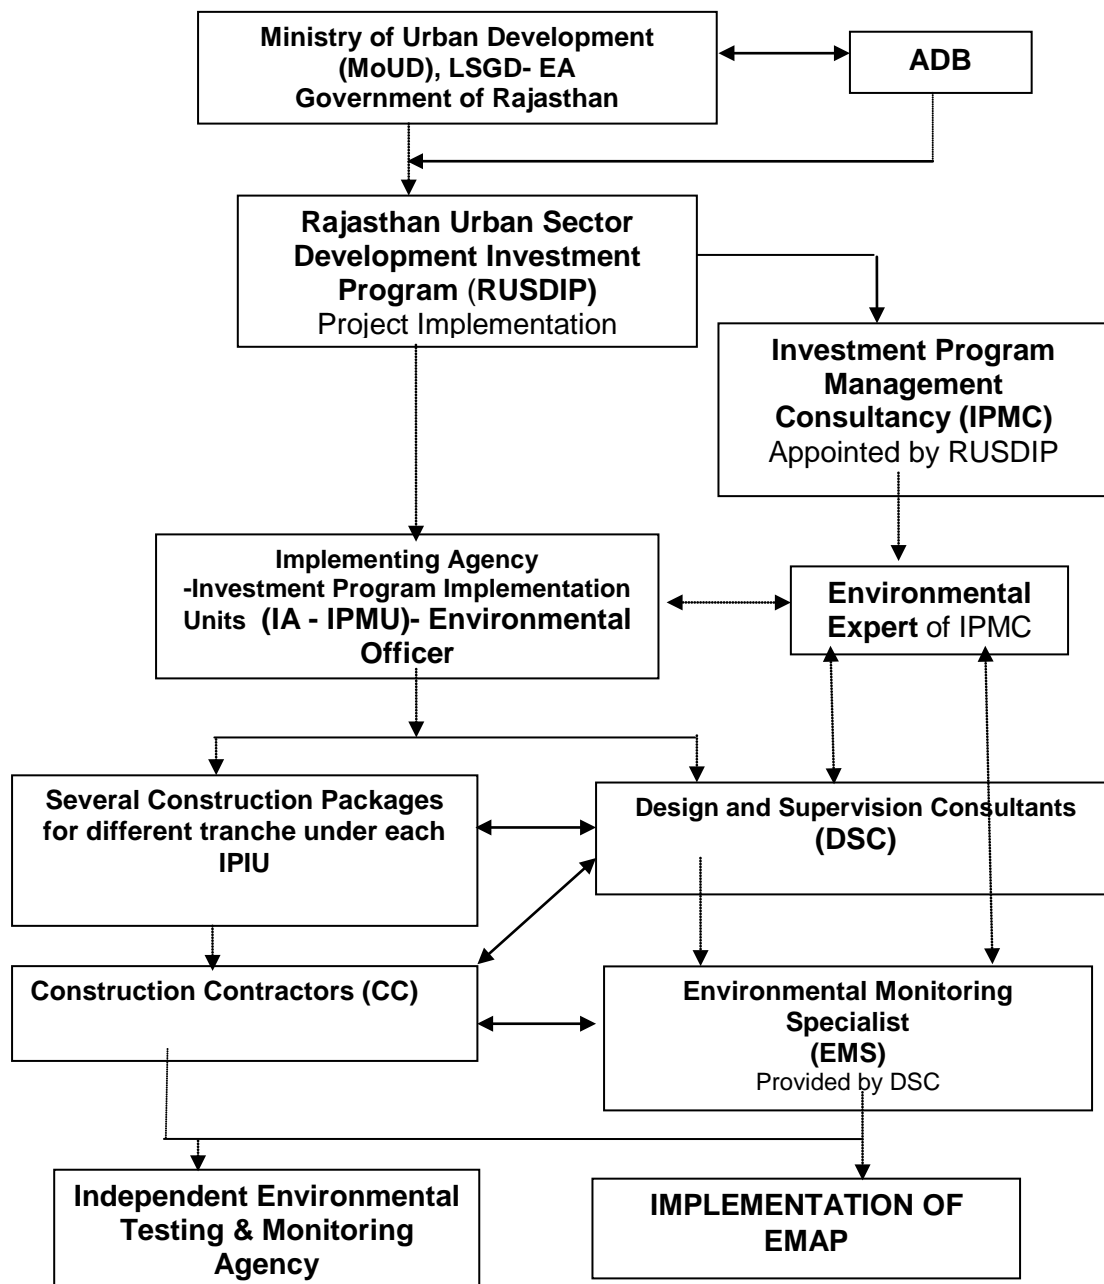 Ministry of Urban Development
(MoUD), LSGD- EA
Government of Rajasthan
ADB
Rajasthan Urban Sector
Development Investment
Program (RUSDIP)
Project Implementation
Investment Program
Management
Consultancy (IPMC)
Appointed by RUSDIP
Implementing Agency
-Investment Program Implementation
Units (IA - IPMU)- Environmental
Officer
Environmental
Expert of IPMC
Several Construction Packages
for different tranche under each
IPIU
Design and Supervision Consultants
(DSC)
Construction Contractors (CC)
Environmental Monitoring
Specialist
(EMS)
Provided by DSC
Independent Environmental
Testing & Monitoring
Agency
IMPLEMENTATION OF
EMAP